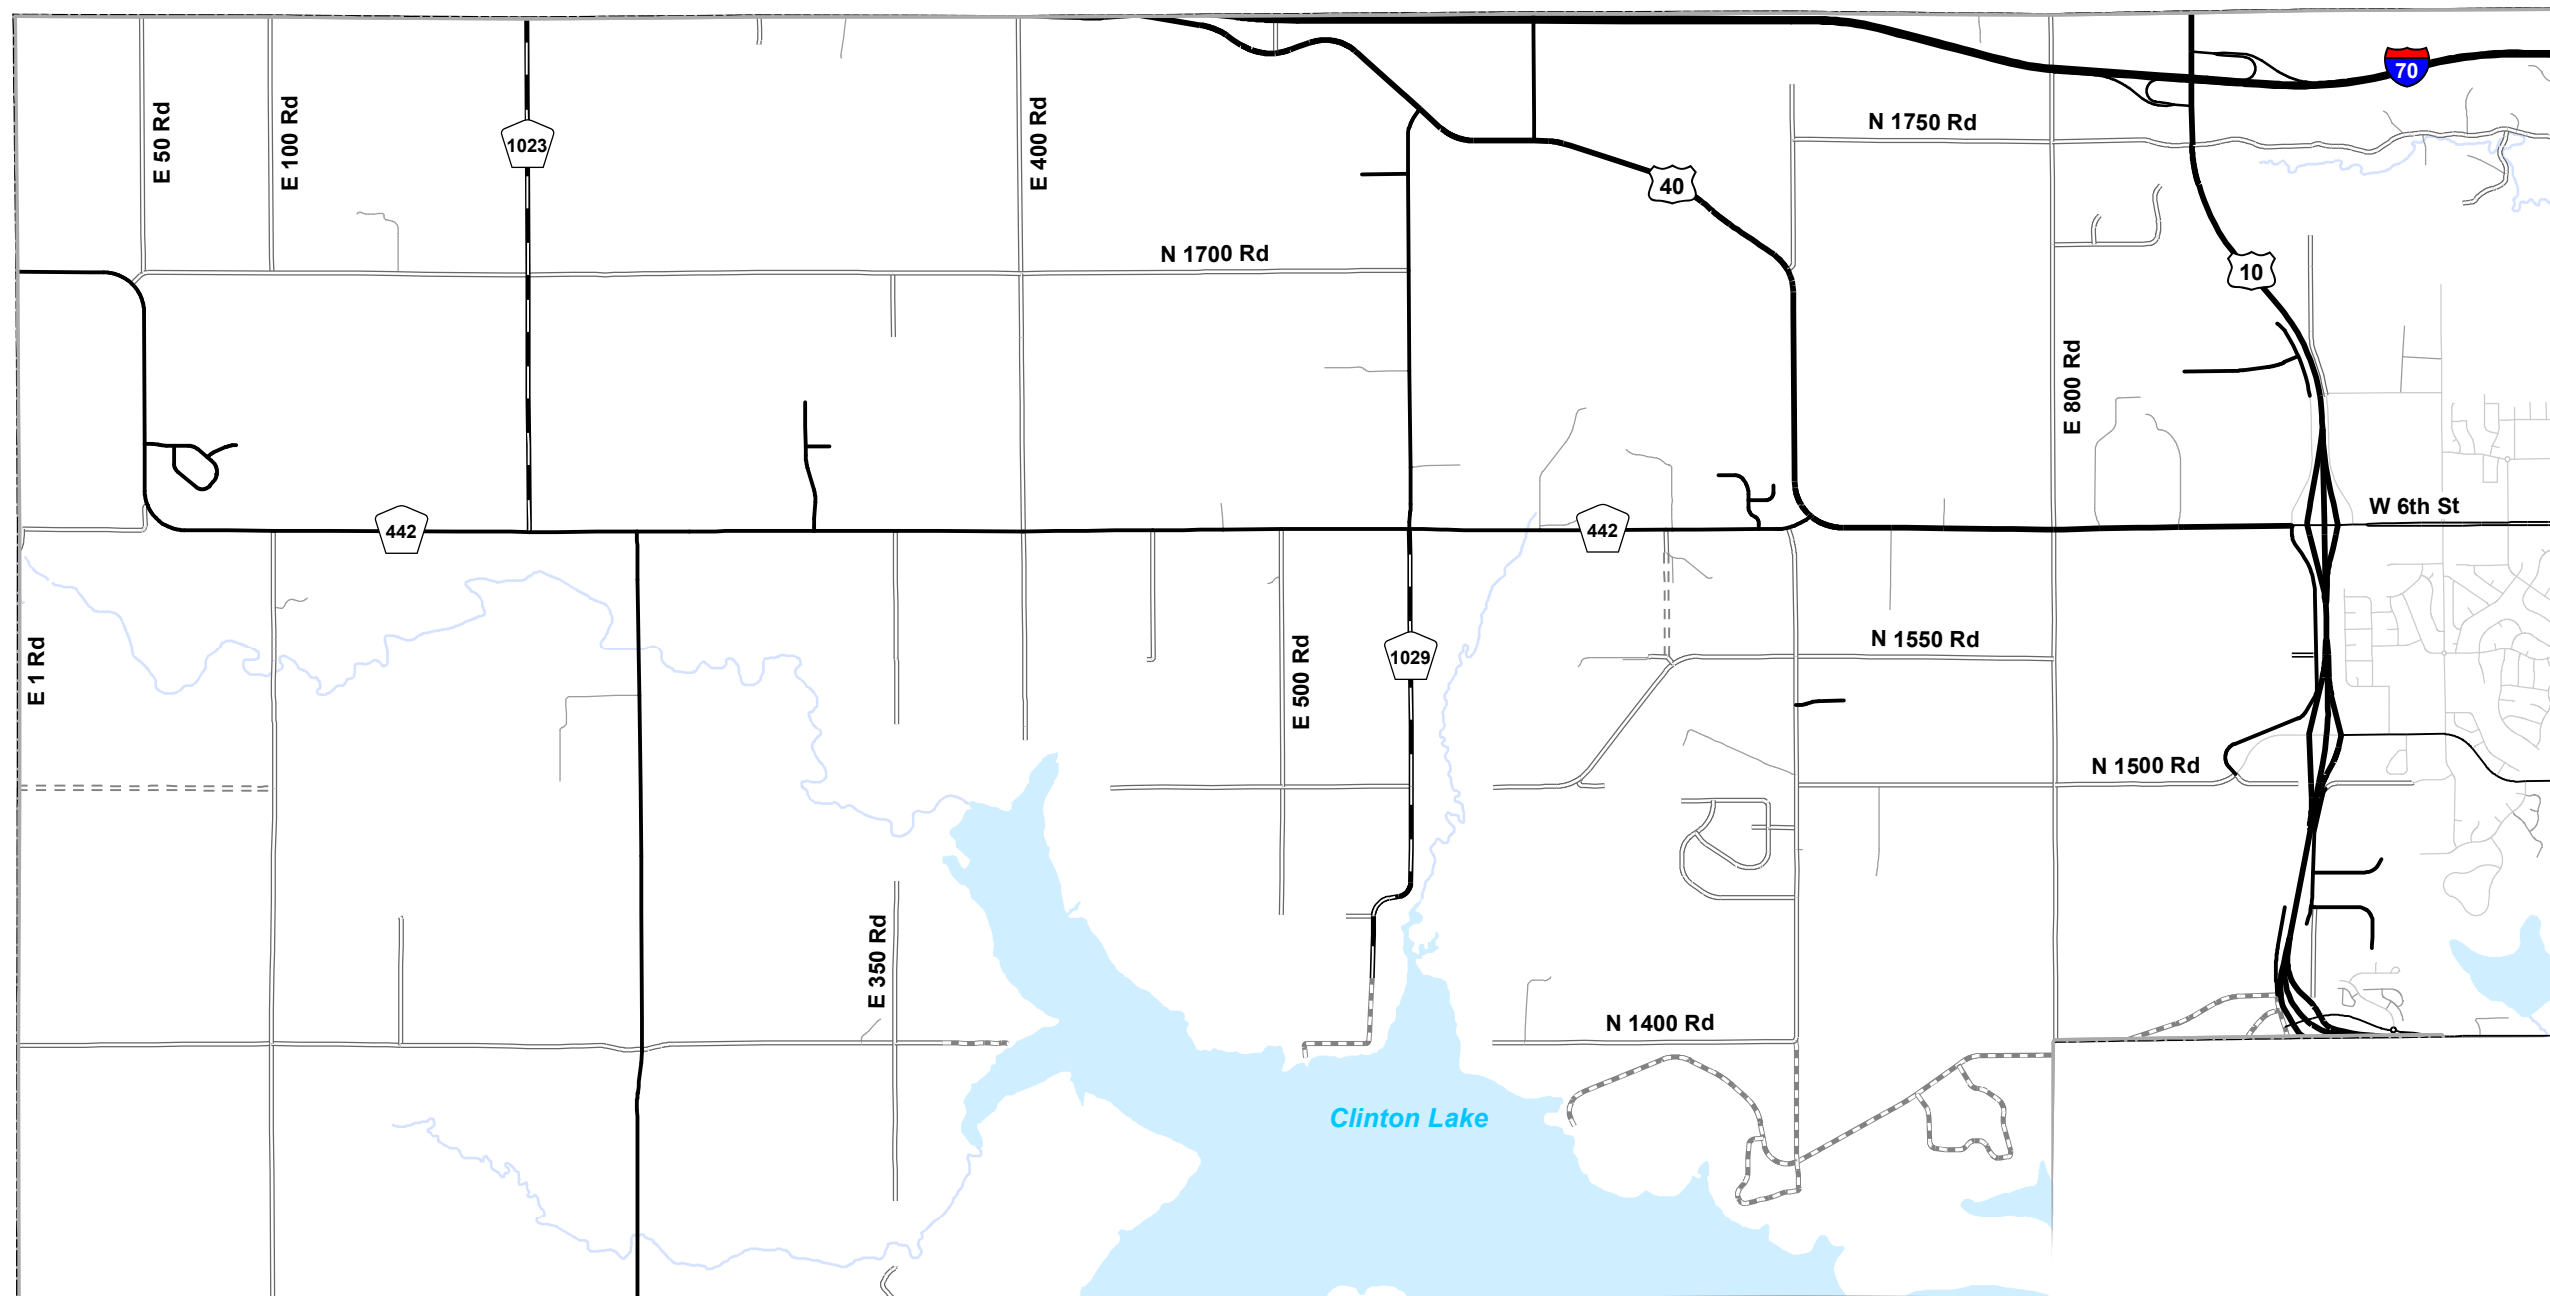 70
N 1750 Rd
E 50 Rd
E 100 Rd
1023
E 400 Rd
40
N 1700 Rd
10
E 800 Rd
W 6th St
442
442
E 1 Rd
E 500 Rd
1029
N 1550 Rd
N 1500 Rd
E 350 Rd
N 1400 Rd
Clinton Lake